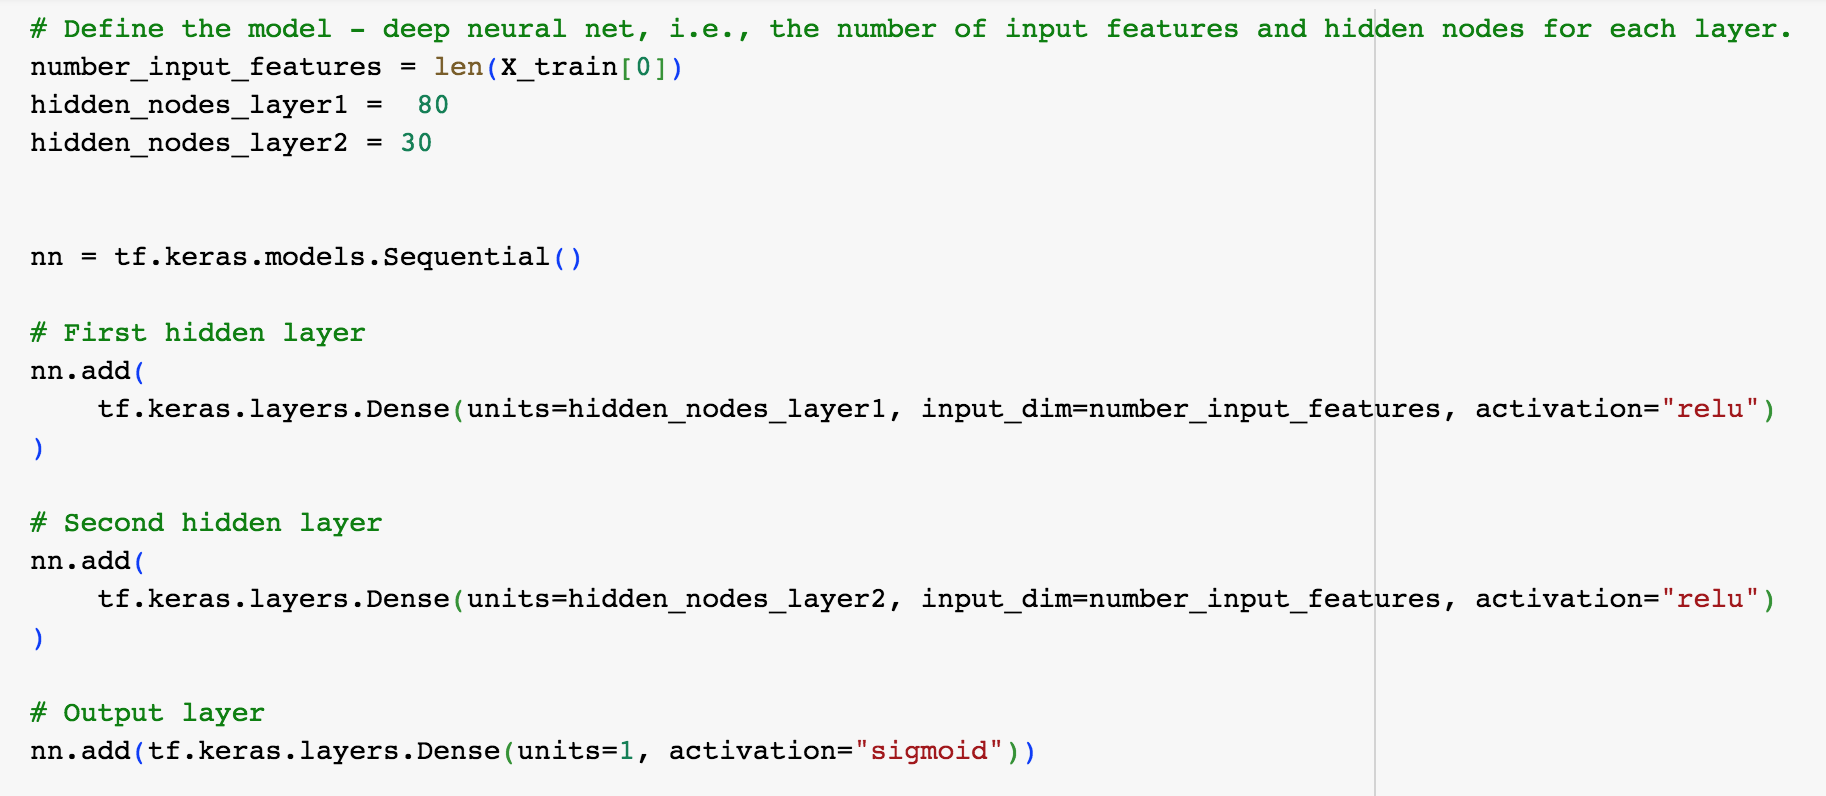 # Define the model - deep neural net, i.e., the number of input features and hidden nodes for each layer.
number_input_features = len(X_train[0])
hidden_nodes_layer1 =  80
hidden_nodes_layer2 = 30
nn = tf.keras.models.Sequential()
# First hidden layer
nn.add(
    tf.keras.layers.Dense(units=hidden_nodes_layer1, input_dim=number_input_features, activation="relu")
)
# Second hidden layer
nn.add(
    tf.keras.layers.Dense(units=hidden_nodes_layer2, input_dim=number_input_features, activation="relu")
)
# Output layer
nn.add(tf.keras.layers.Dense(units=1, activation="sigmoid"))